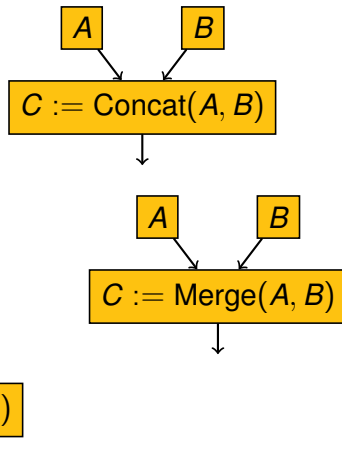 A B
C := Concat(A, B)
A B
C := Merge(A, B)
)